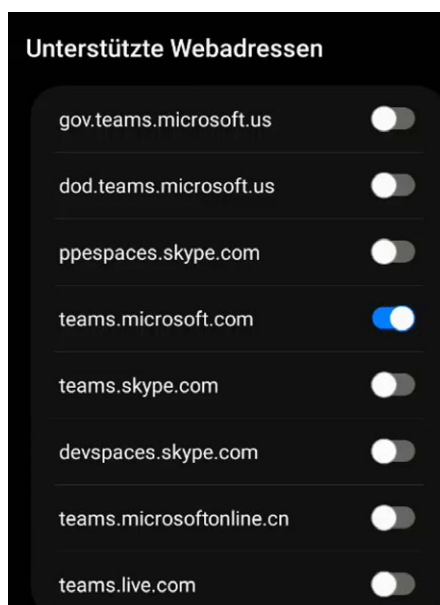 Unterstützte Webadressen
gov.teams.microsoft.us
dod.teams.microsoft.us
ppespaces.skype.com
teams.microsoft.com
teams.skype.com
devspaces.skype.com
teams.microsoftonline.cn
teams.live.com